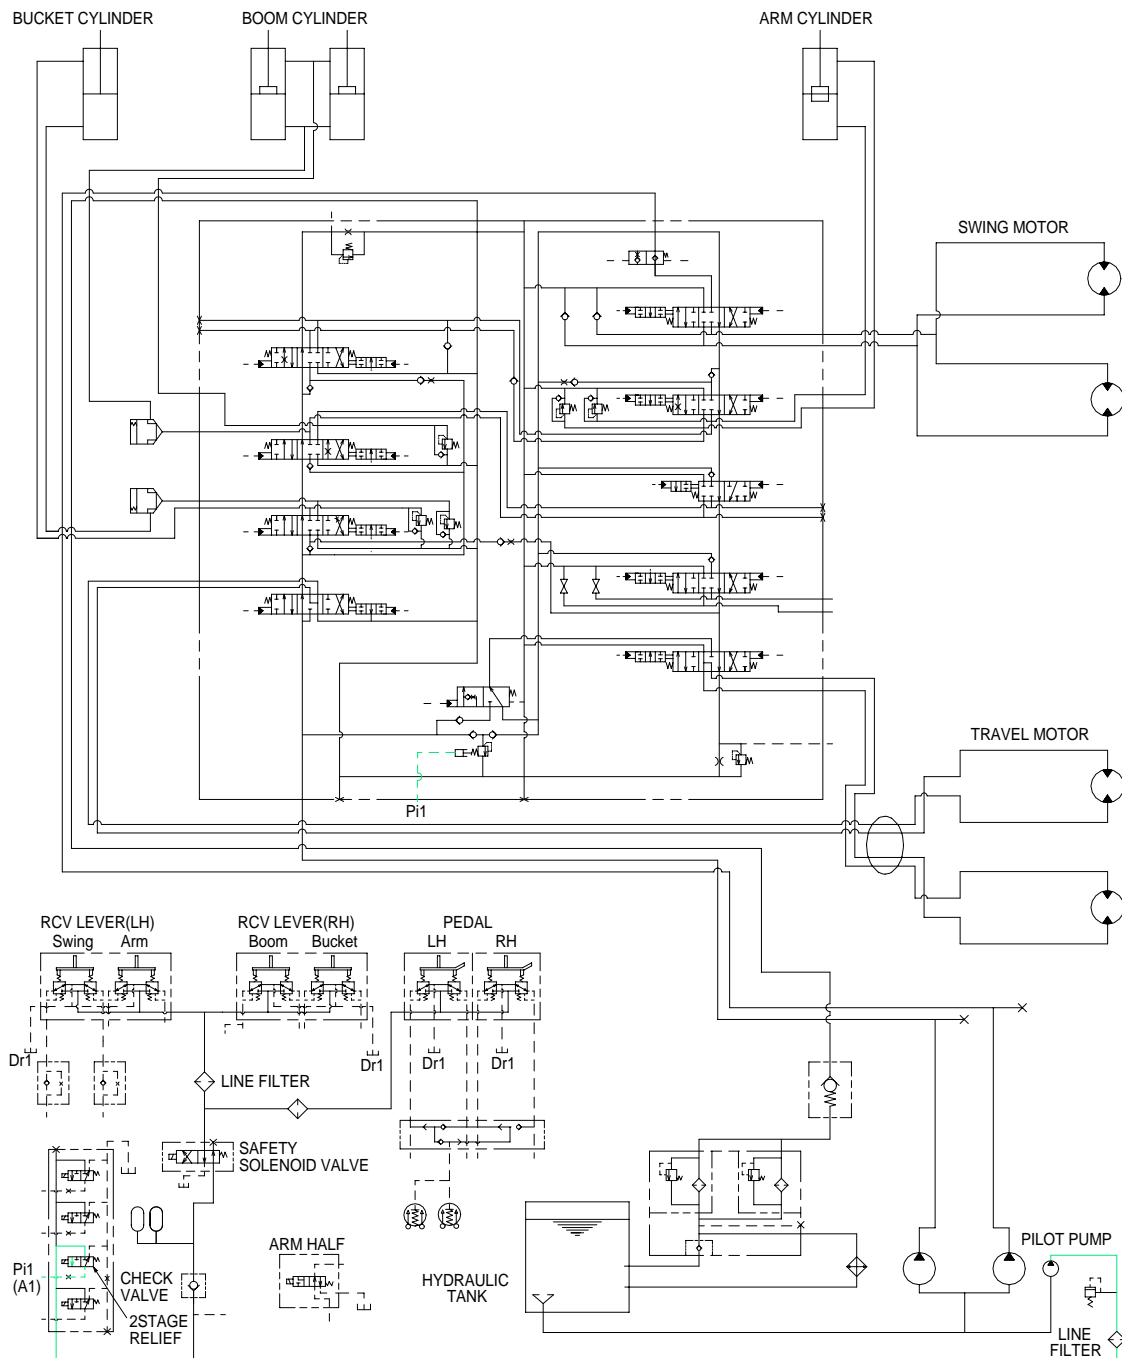 BUCKET CYLINDER
BOOM CYLINDER
ARM CYLINDER
SWING MOTOR
TRAVEL MOTOR
Pi1
RCV LEVER(LH)
Swing
Arm
RCV LEVER(RH)
Boom
Bucket
PEDAL
LH
RH
Dr1
Dr1
Dr1
Dr1
LINE FILTER
SAFETY
SOLENOID VALVE
ARM HALF
HYDRAULIC
TANK
PILOT PUMP
Pi1
(A1)
CHECK
VALVE
2STAGE
RELIEF
LINE
FILTER